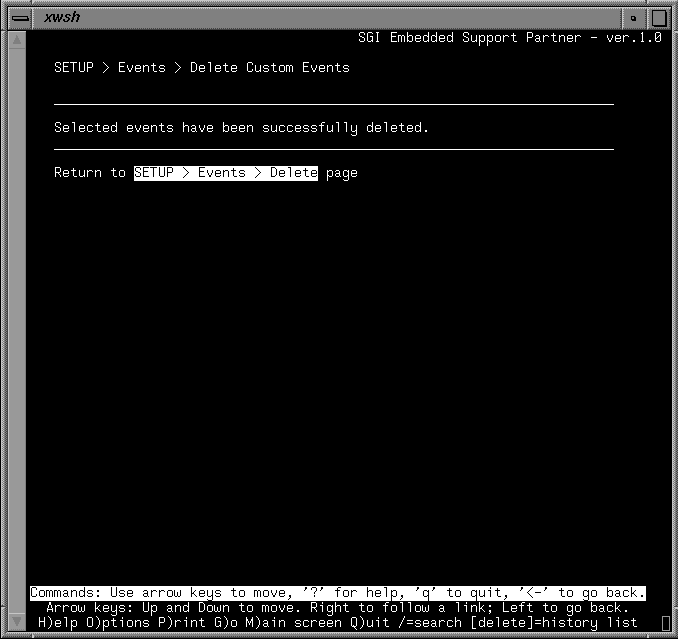 xwsh
SGI Embedded Support Partner - ver.1.0
SETUP > Events > Delete Custom Events
Selected events have been successfully deleted.
Return to SETUP > Events > Delete page
Commands: Use arrow keys to move, '?' for help, 'q' to quit, '<-' to go back.
Arrow keys: Up and Down to move. Right to follow a link; Left to go back.
H)elp O)ptions P)rint G)o M)ain screen Q)uit /=search [delete]=history list